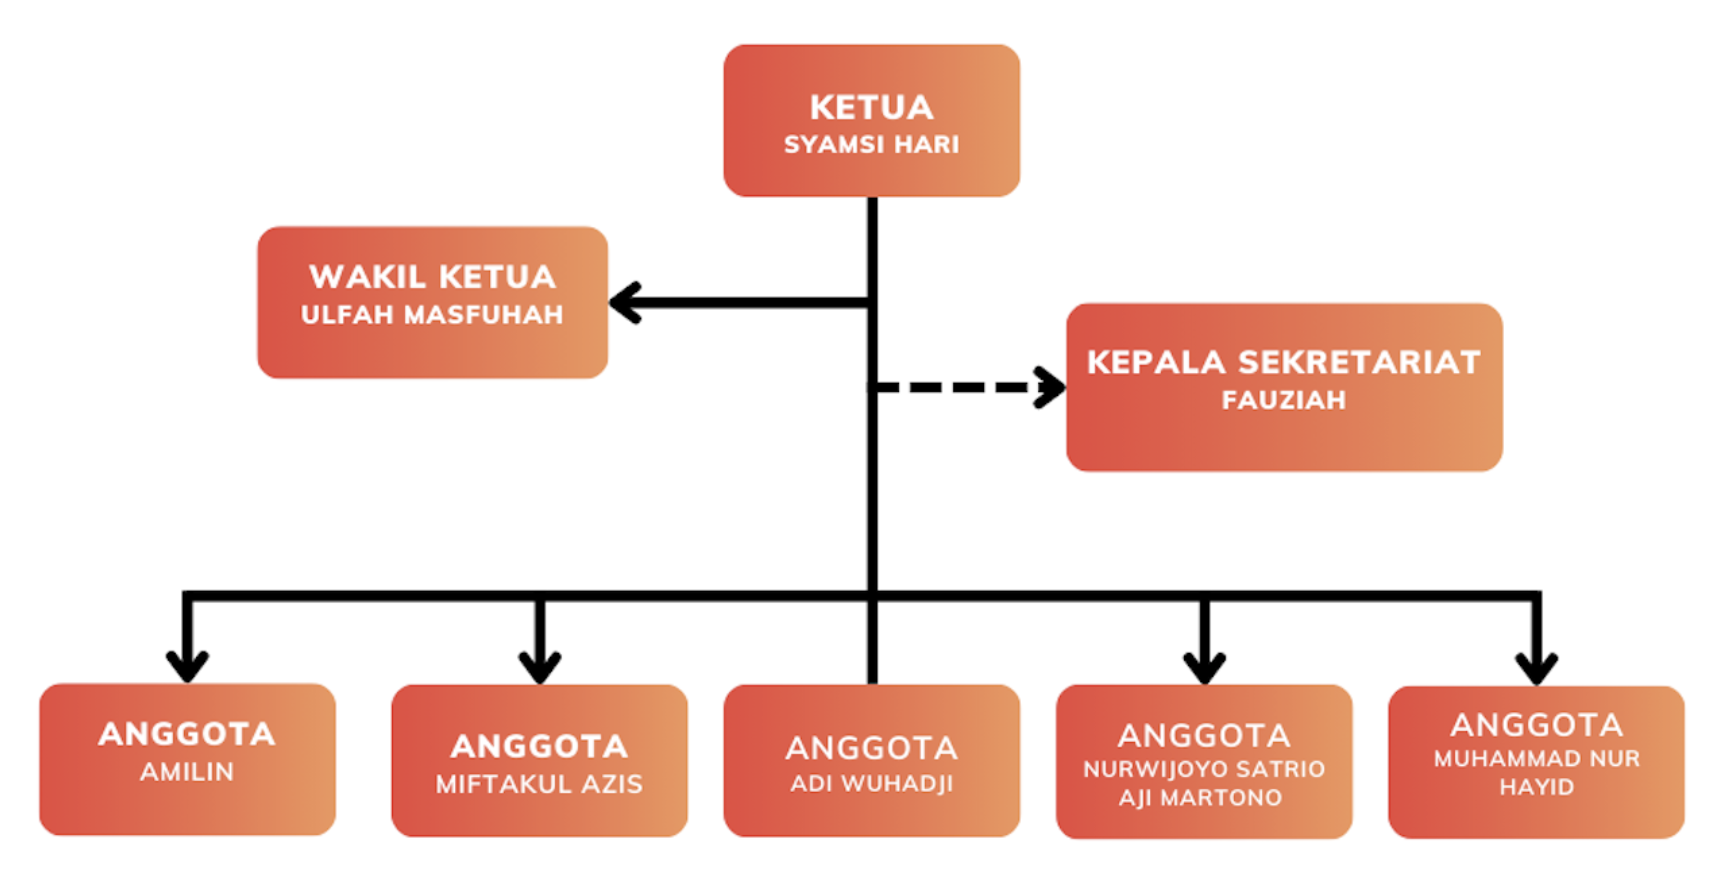 KETUA
SYAMSI HARI
WAKIL KETUA
ULFAH MASFUHAH
KEPALA SEKRETARIAT
FAUZIAH
ANGGOTA
AMILIN
ANGGOTA
MIFTAKUL AZIS
ANGGOTA
ADI WUHADJI
ANGGOTA
NURWIJOYO SATRIO
AJI MARTONO
ANGGOTA
MUHAMMAD NUR
HAYID